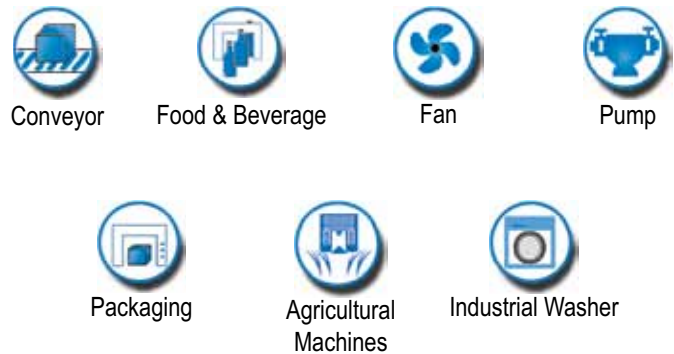 Conveyor
Food & Beverage
Fan
Pump
Packaging
Agricultural
Machines
Industrial Washer